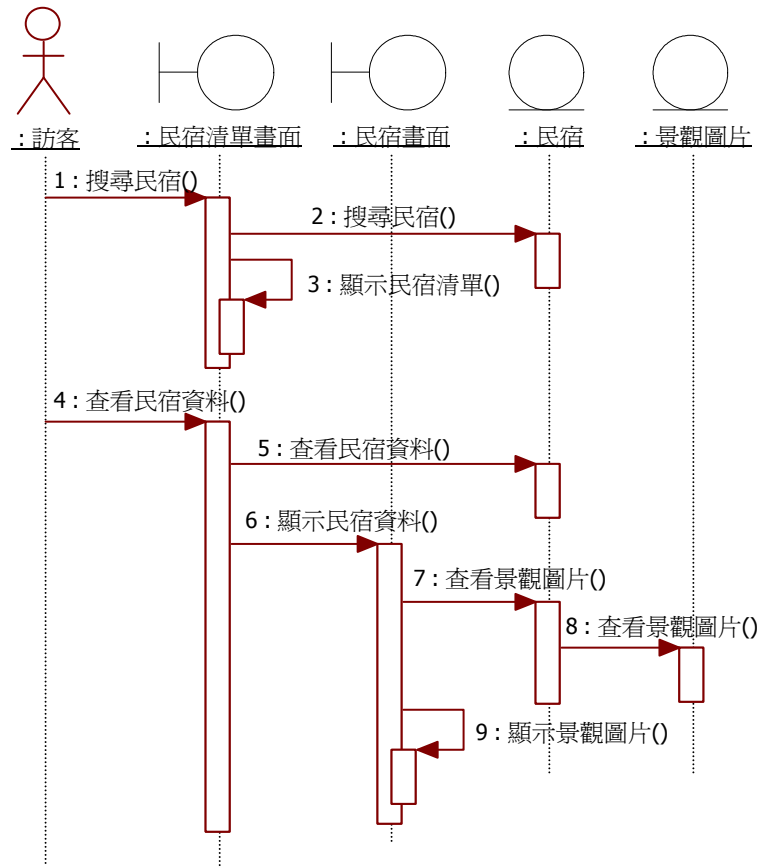 : 訪客
: 民宿清單畫面
: 民宿畫面
: 民宿
: 景觀圖片
1 : 搜尋民宿()
2 : 搜尋民宿()
3 : 顯示民宿清單()
4 : 查看民宿資料()
5 : 查看民宿資料()
6 : 顯示民宿資料()
7 : 查看景觀圖片()
8 : 查看景觀圖片()
9 : 顯示景觀圖片()